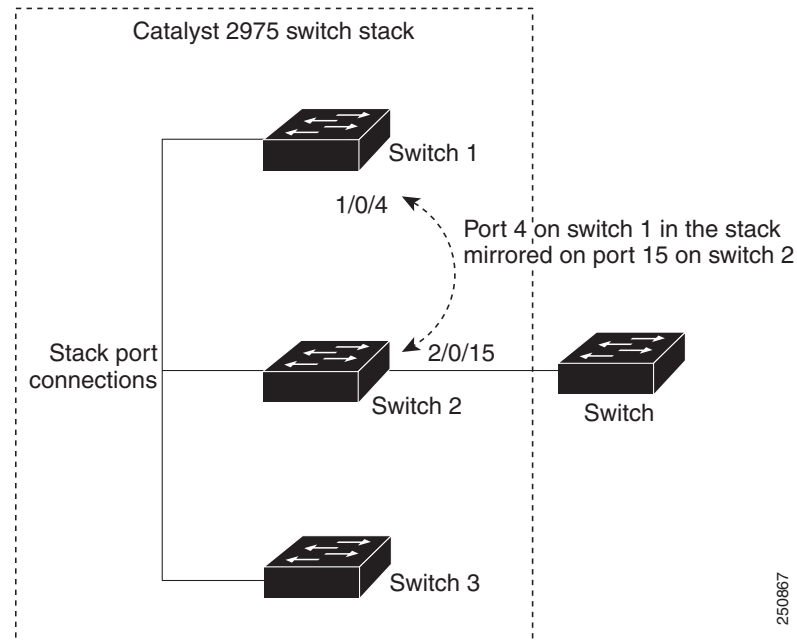 Catalyst 2975 switch stack
Switch 1
1/0/4
Port 4 on switch 1 in the stack
mirrored on port 15 on switch 2
Stack port
connections
2/0/15
Switch 2
Switch
Switch 3
250867